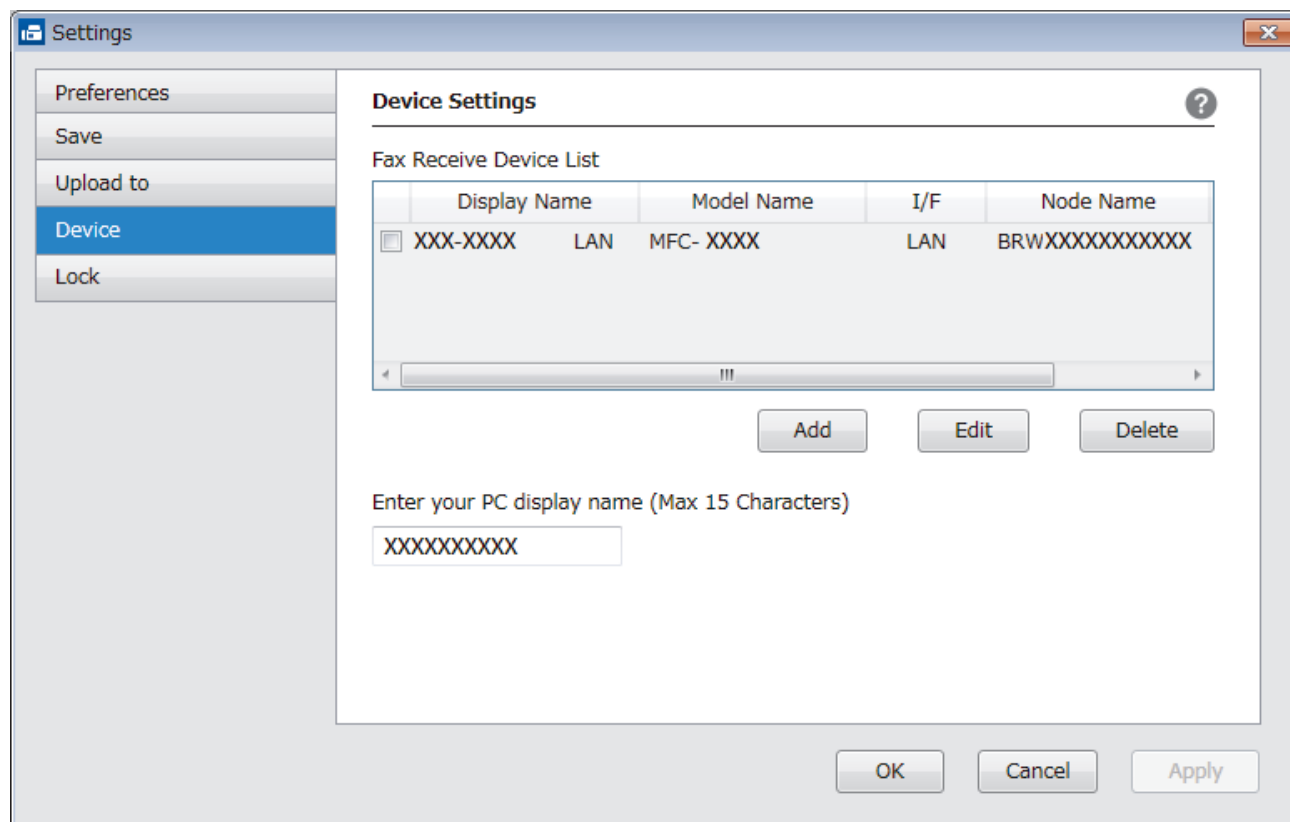 Settings
Preferences
Save
Upload to
Device
Lock
Device Settings
?
Fax Receive Device List
Display Name Model Name I/F Node Name
XXX-XXXX LAN MFC- XXXX LAN BRWXXXXXXXXXXX
Add Edit Delete
Enter your PC display name (Max 15 Characters)
XXXXXXXXXX
OK Cancel Apply